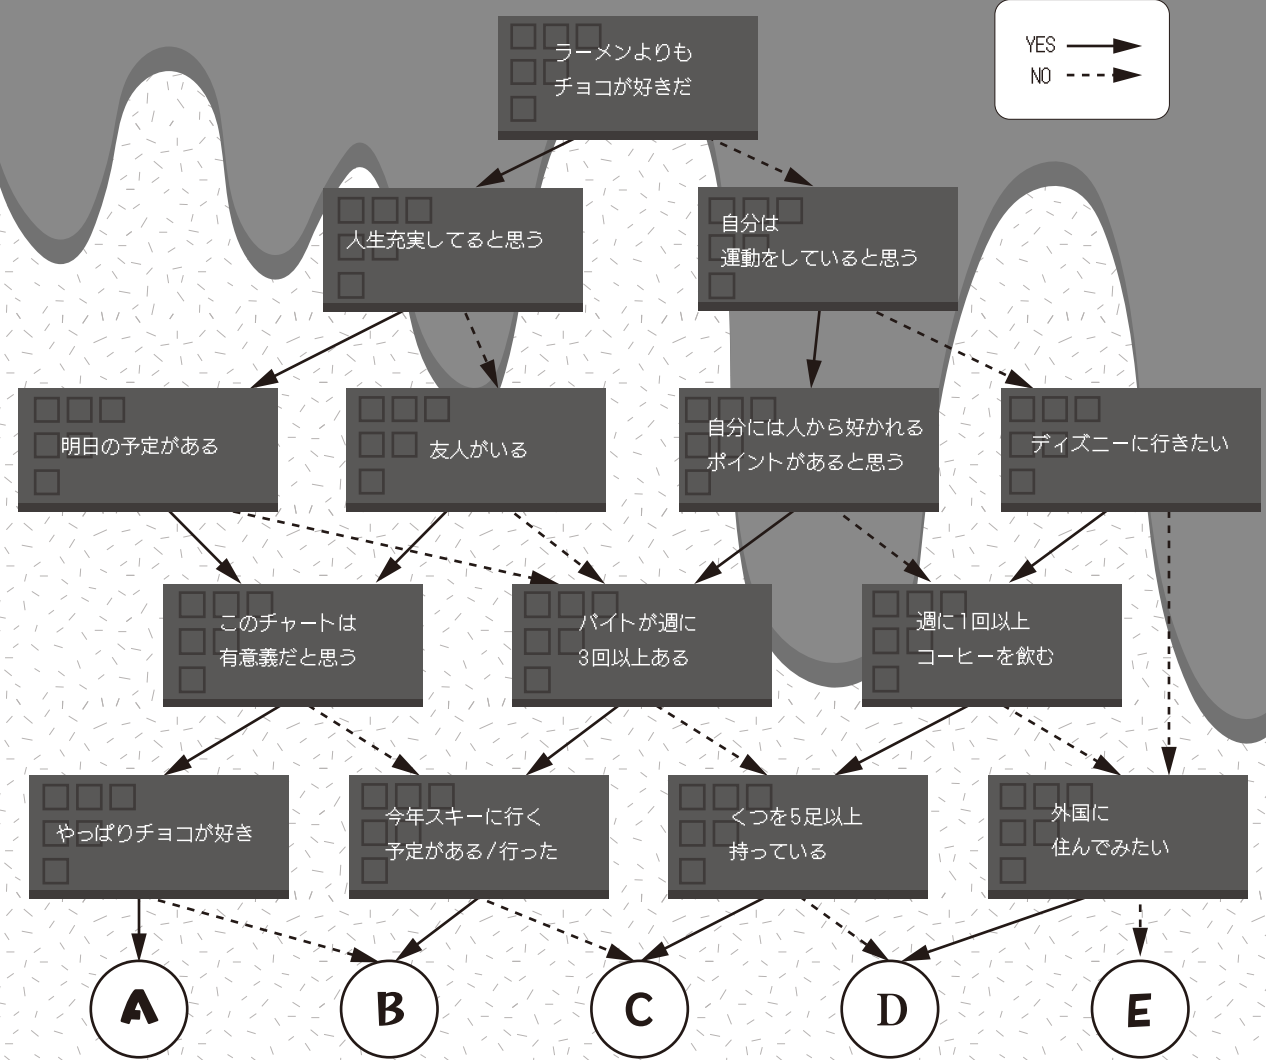 YES
NO
ラーメンよりも
チョコが好きだ
人生充実してると思う
自分は
運動をしていると思う
明日の予定がある
友人がいる
自分には人から好かれる
ポイントがあると思う
ディズニーに行きたい
このチャートは
有意義だと思う
バイトが週に
3回以上ある
週に1回以上
コーヒーを飲む
やっぱりチョコが好き
今年スキーに行く
予定がある/行った
くつを5足以上
持っている
外国に
住んでみたい
A
B
C
D
E